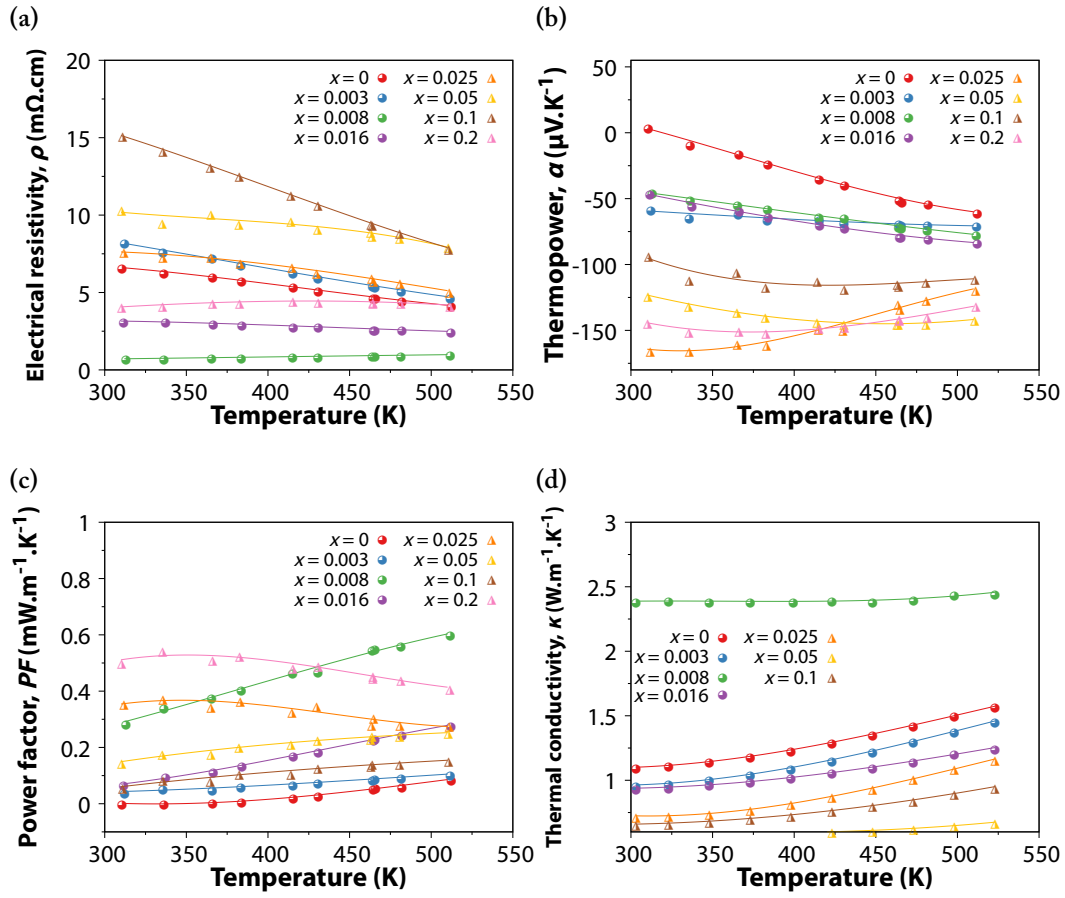 (a)
Electrical resistivity, ρ (mΩ.cm)
20
15
10
5
0
x = 0
x = 0.025
x = 0.003
x = 0.05
x = 0.008
x = 0.1
x = 0.016
x = 0.2
300 350 400 450 500 550
Temperature (K)
(b)
Thermopower, α (μV.K⁻¹)
50
0
-50
-100
-150
x = 0
x = 0.025
x = 0.003
x = 0.05
x = 0.008
x = 0.1
x = 0.016
x = 0.2
300 350 400 450 500 550
Temperature (K)
(c)
Power factor, PF (mW.m⁻¹.K⁻¹)
1
0.8
0.6
0.4
0.2
0
x = 0
x = 0.025
x = 0.003
x = 0.05
x = 0.008
x = 0.1
x = 0.016
x = 0.2
300 350 400 450 500 550
Temperature (K)
(d)
Thermal conductivity, κ (W.m⁻¹.K⁻¹)
3
2.5
2
1.5
1
x = 0
x = 0.025
x = 0.003
x = 0.05
x = 0.008
x = 0.1
x = 0.016
300 350 400 450 500 550
Temperature (K)